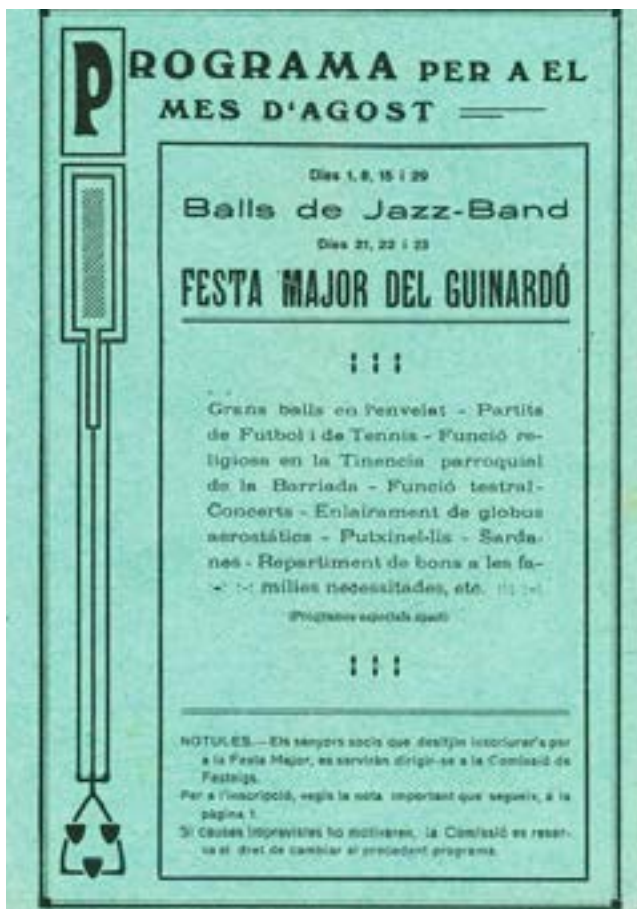 PROGRAMA PER A EL
MES D'AGOST
Dies 1, 8, 15 i 29
Balls de Jazz-Band
Dies 21, 22 i 23
FESTA MAJOR DEL GUINARDÓ
Grans balls en l'envelat - Partits
de Futbol i de Tennis - Funció re-
ligiosa en la Tinencia parroquial
de la Barriada - Funció teatral -
Concerts - Enlairament de globus
aerostátics - Putxinel-lis - Sarda-
nes - Repartiment de bons a les fa-
milies necessitades, etc.
(Programes especials apart)
NOTULES.— Els senyors socis que desitjin inscriurer's per
a la Festa Major, es serviràn dirigir-se a la Comissió de
Festeigs.
Per a l'inscripció, vegis la nota important que segueix, a la
pàgina 1.
Si causes imprevistes ho motivaren, la Comissió es reser-
va el dret de cambiar el precedent programa.